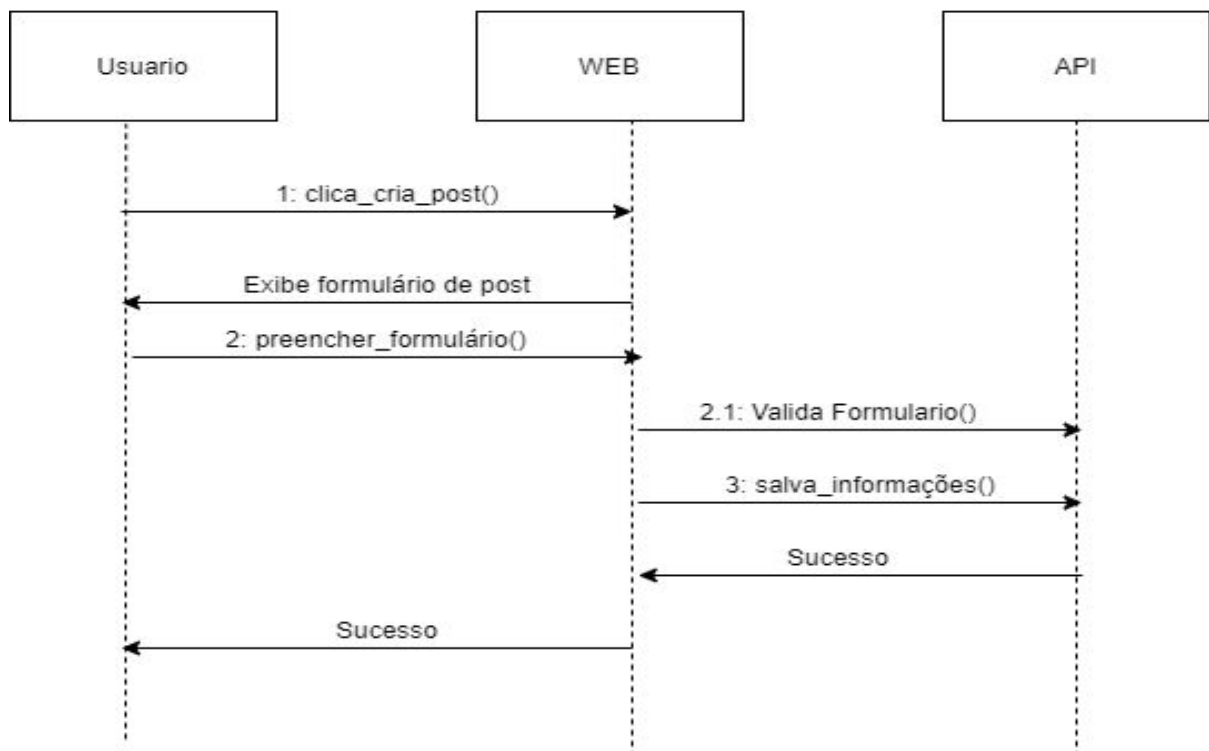 Usuario
WEB
API
1: clica_cria_post()
Exibe formulário de post
2: preencher_formulário()
2.1: Valida Formulario()
3: salva_informações()
Sucesso
Sucesso